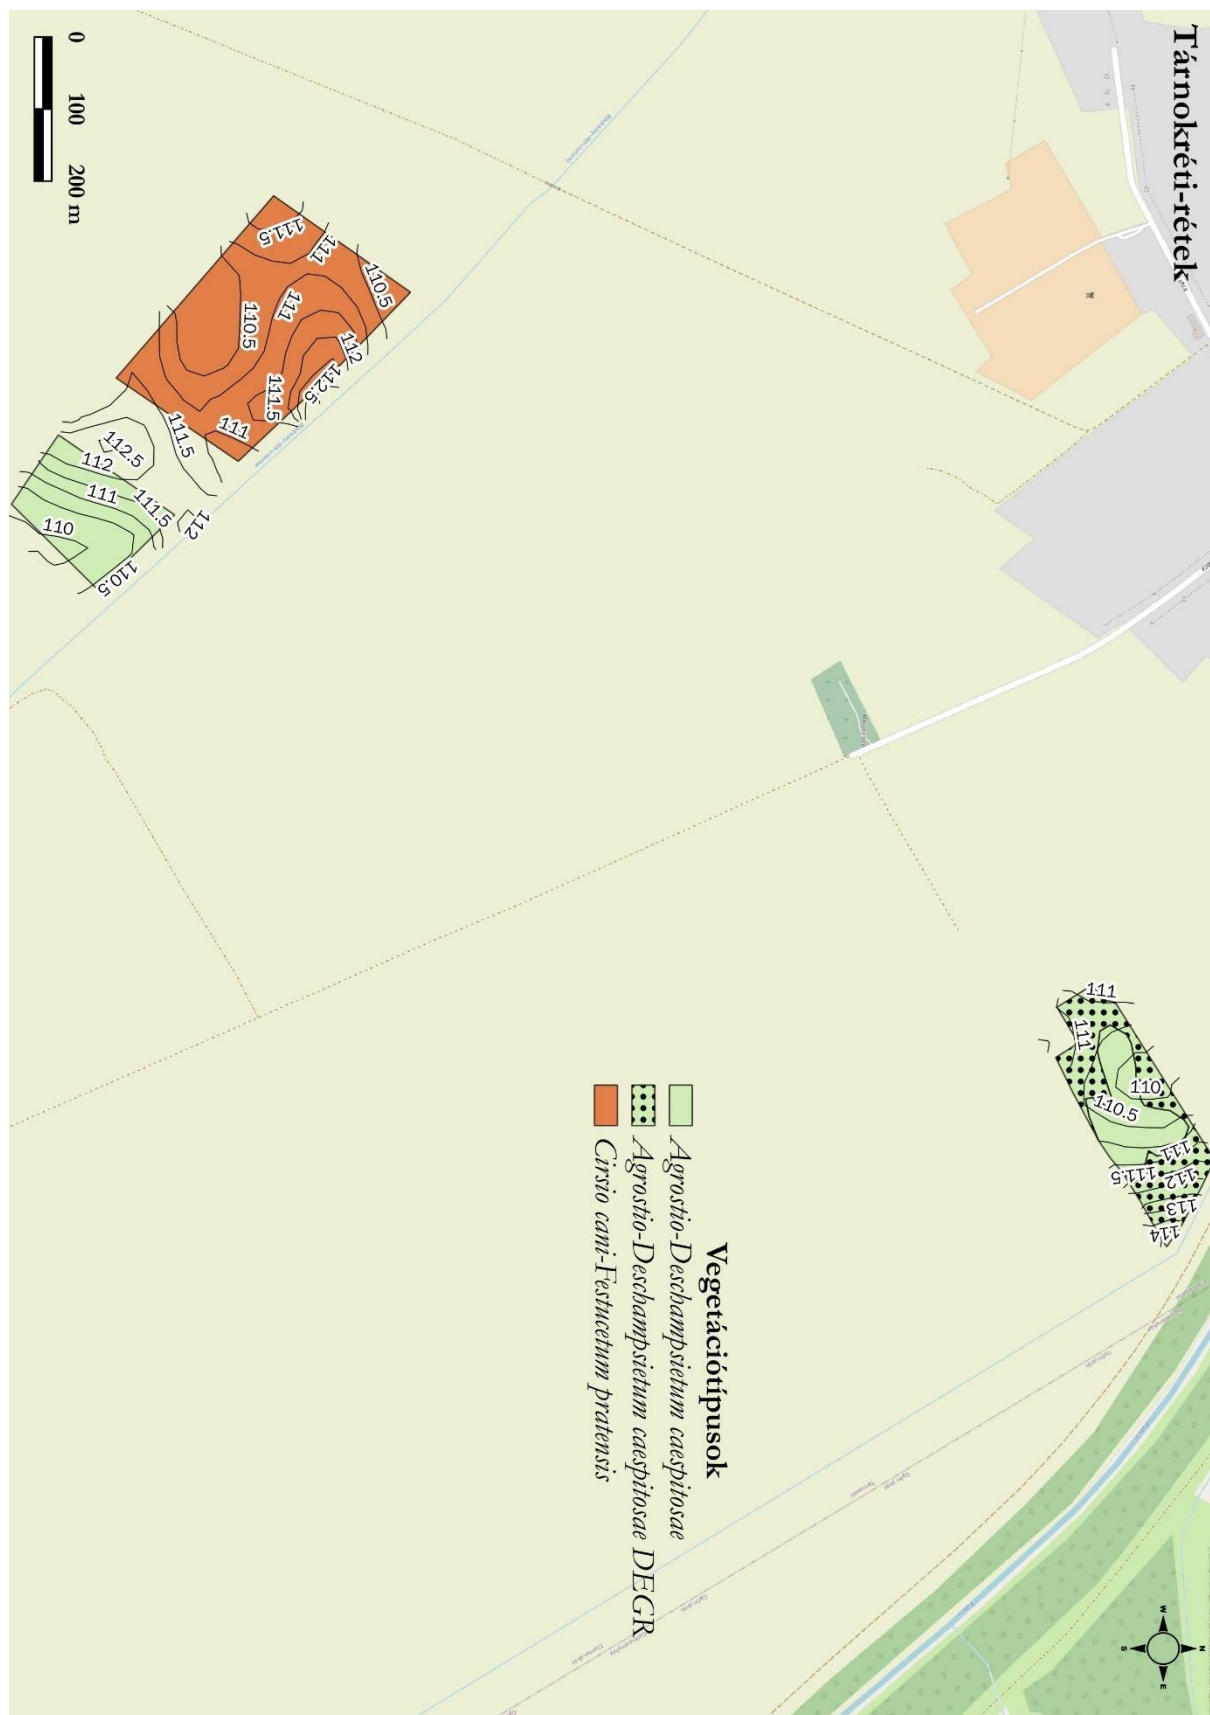 Tárnokréti-rétek
0 100 200 m
111.5
111
110.5
110.5
111
112
112.5
111.5
111
111.5
112.5
112
111
111.5
112
110
110.5
111
111
110
110.5
111
111.5
112
113
114
Vegetációtípusok
Agrostio-Deschampsietum caespitosae
Agrostio-Deschampsietum caespitosae DEGR
Cirsio cani-Festucetum pratensis
N
W
E
S